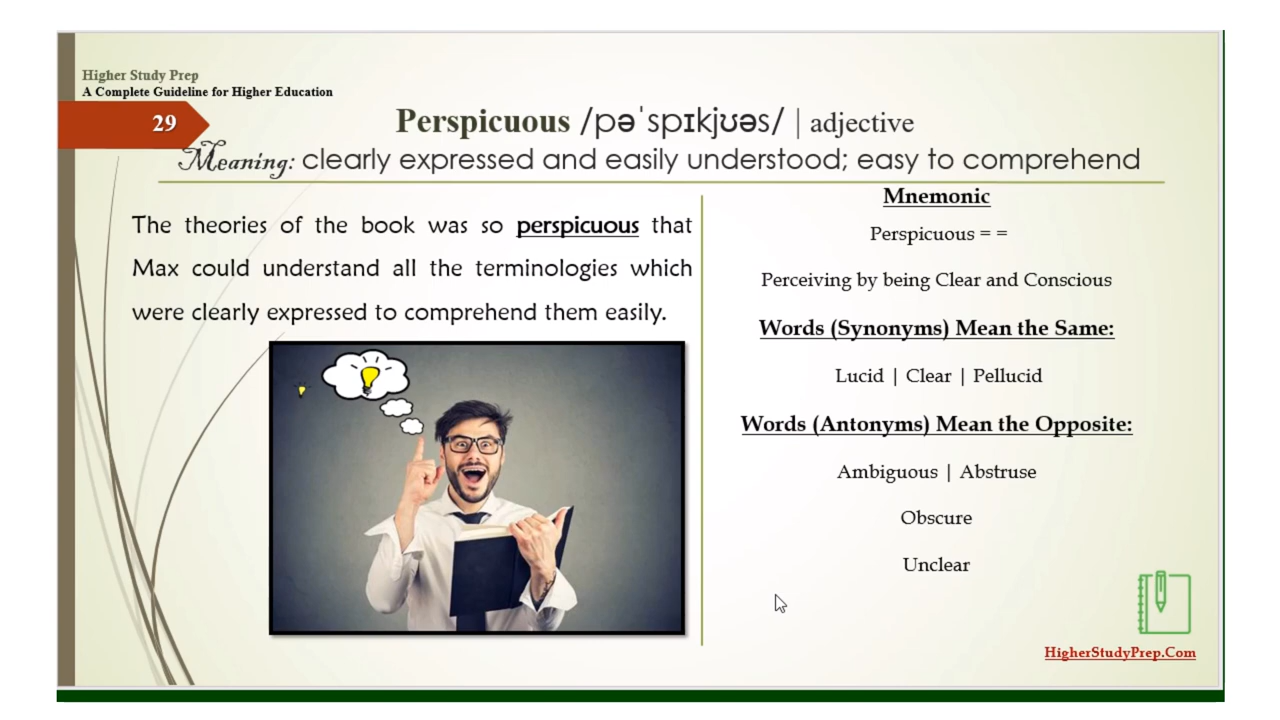 Higher Study Prep
A Complete Guideline for Higher Education
29
Perspicuous /pəˈspɪkjʊəs/ | adjective
Meaning: clearly expressed and easily understood; easy to comprehend
The theories of the book was so perspicuous that
Max could understand all the terminologies which
were clearly expressed to comprehend them easily.
Mnemonic
Perspicuous = =
Perceiving by being Clear and Conscious
Words (Synonyms) Mean the Same:
Lucid | Clear | Pellucid
Words (Antonyms) Mean the Opposite:
Ambiguous | Abstruse
Obscure
Unclear
HigherStudyPrep.Com